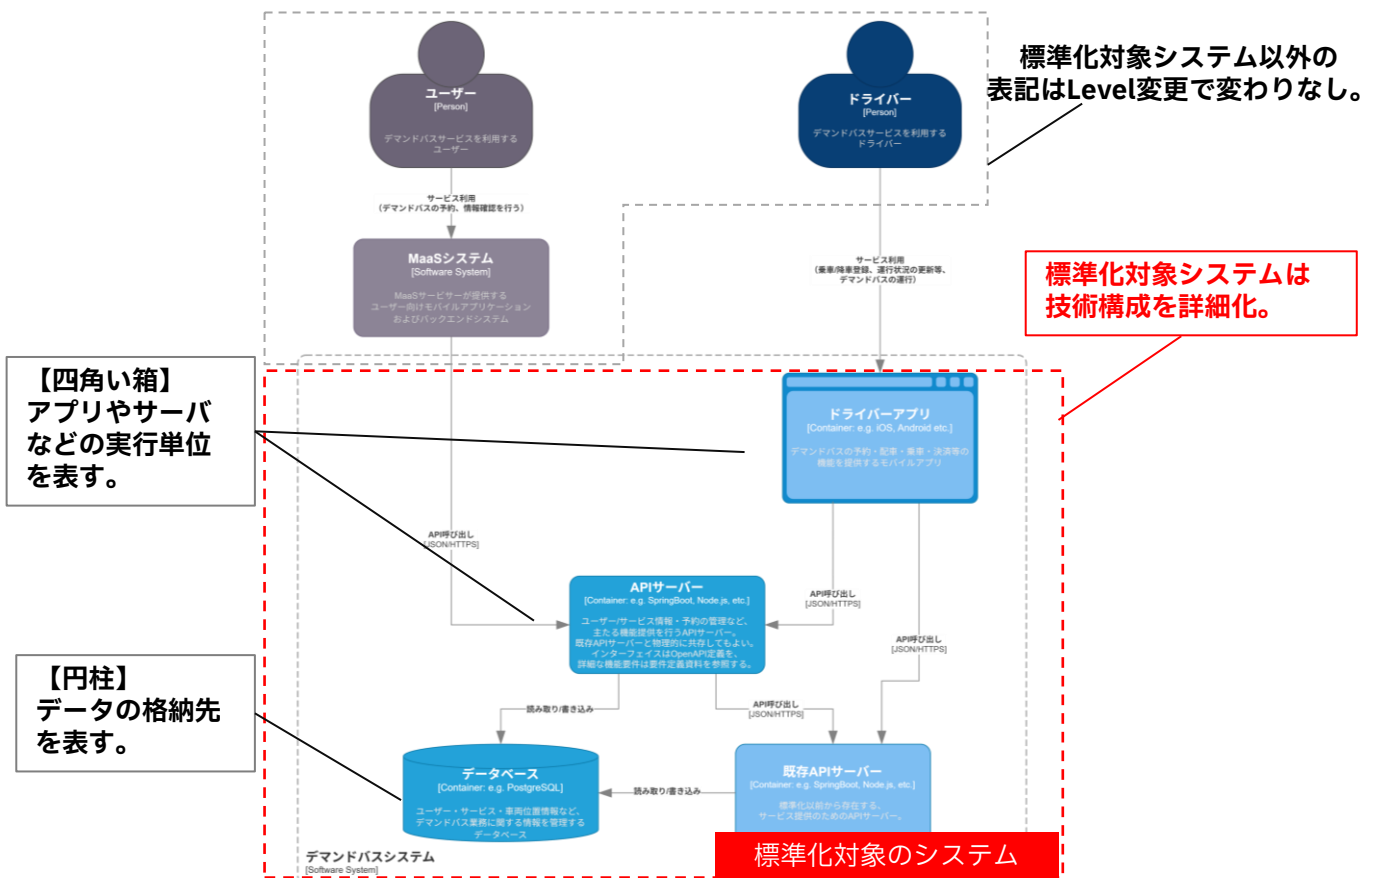 ユーザー
[Person]
デマンドバスサービスを利用する
ユーザー
ドライバー
[Person]
デマンドバスサービスを利用する
ドライバー
標準化対象システム以外の
表記はLevel変更で変わりなし。
サービス利用
（デマンドバスの予約、情報確認を行う）
MaaSシステム
[Software System]
MaaSサービサーが提供する
ユーザー向けモバイルアプリケーション
およびバックエンドシステム
サービス利用
（乗車/降車登録、運行状況の更新等、
デマンドバスの運行）
標準化対象システムは
技術構成を詳細化。
【四角い箱】
アプリやサーバ
などの実行単位
を表す。
ドライバーアプリ
[Container: e.g. iOS, Android etc.]
デマンドバスの予約・配車・乗車・決済等の
機能を提供するモバイルアプリ
API呼び出し
[JSON/HTTPS]
APIサーバー
[Container: e.g. SpringBoot, Node.js, etc.]
ユーザー/サービス情報・予約の管理など、
主たる機能提供を行うAPIサーバー。
既存APIサーバーと物理的に共存してもよい。
インターフェイスはOpenAPI定義を、
詳細な機能要件は要件定義資料を参照する。
API呼び出し
[JSON/HTTPS]
API呼び出し
[JSON/HTTPS]
【円柱】
データの格納先
を表す。
読み取り/書き込み
API呼び出し
[JSON/HTTPS]
データベース
[Container: e.g. PostgreSQL]
ユーザー・サービス・車両位置情報など、
デマンドバス業務に関する情報を管理する
データベース
読み取り/書き込み
既存APIサーバー
[Container: e.g. SpringBoot, Node.js, etc.]
標準化以前から存在する、
サービス提供のためのAPIサーバー。
標準化対象のシステム
デマンドバスシステム
[Software System]